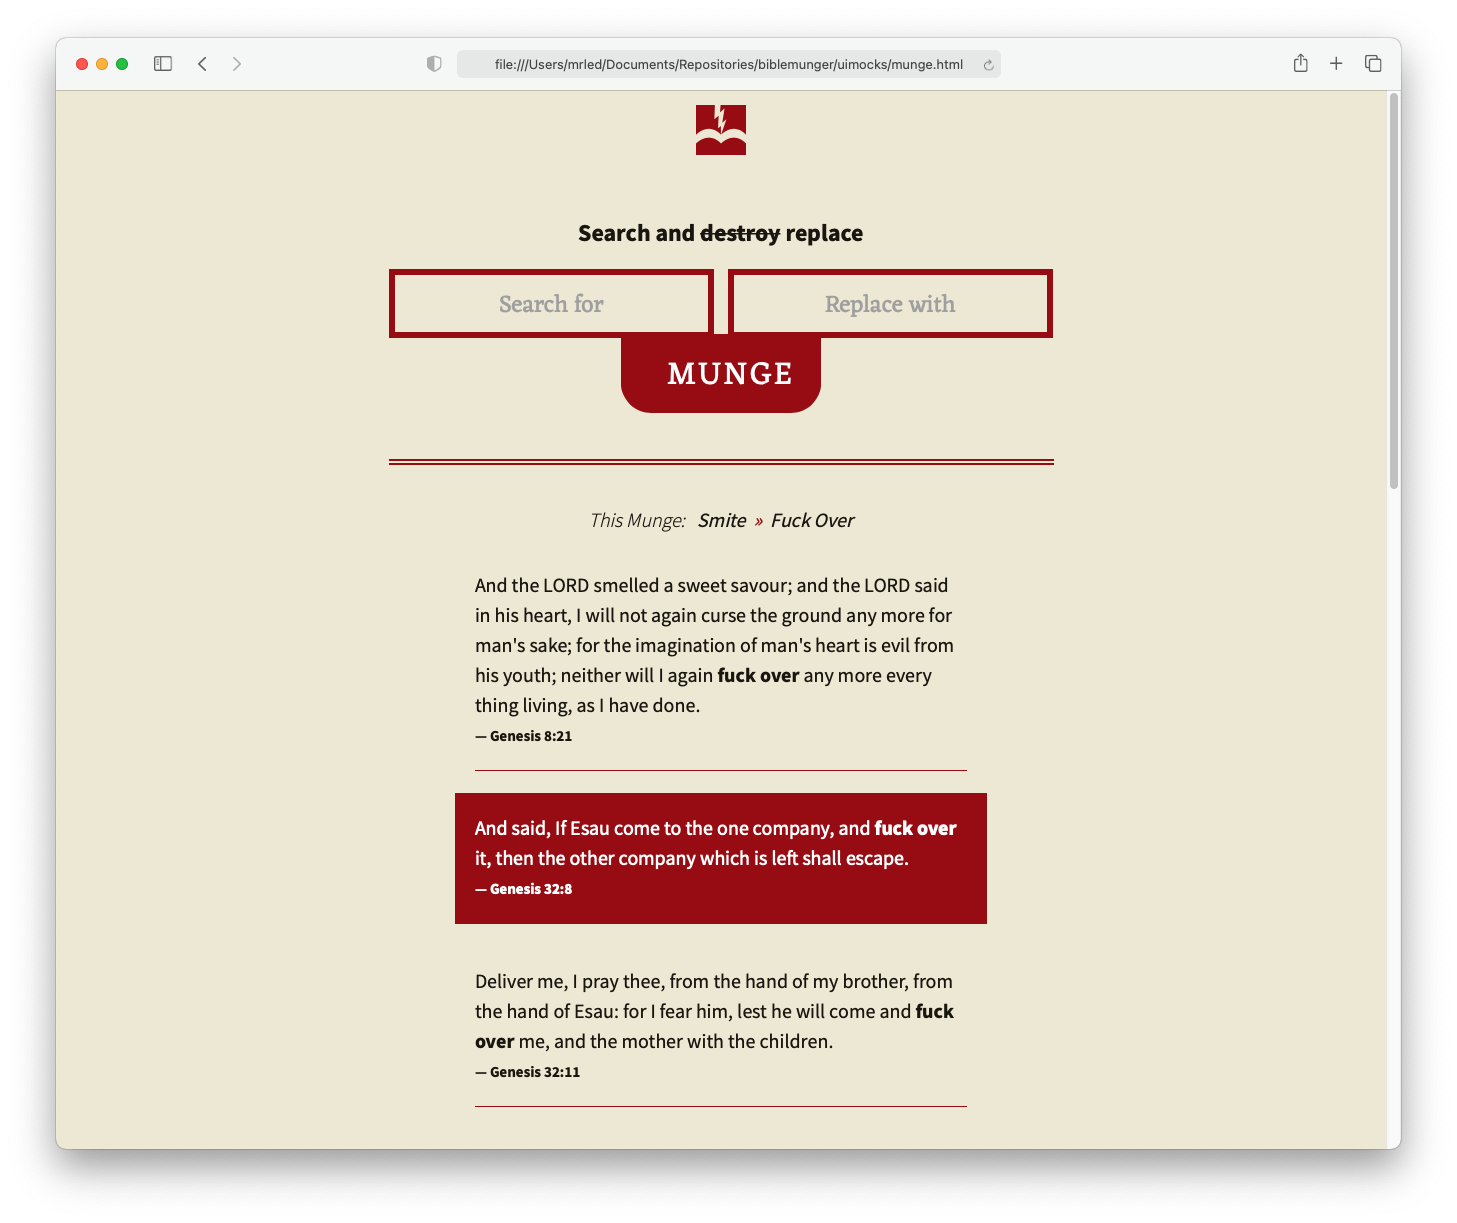 file:///Users/mrled/Documents/Repositories/biblemunger/uimocks/munge.html
Search and destroy replace
Search for
Replace with
MUNGE
This Munge: Smite » Fuck Over
And the LORD smelled a sweet savour; and the LORD said
in his heart, I will not again curse the ground any more for
man's sake; for the imagination of man's heart is evil from
his youth; neither will I again fuck over any more every
thing living, as I have done.
— Genesis 8:21
And said, If Esau come to the one company, and fuck over
it, then the other company which is left shall escape.
— Genesis 32:8
Deliver me, I pray thee, from the hand of my brother, from
the hand of Esau: for I fear him, lest he will come and fuck
over me, and the mother with the children.
— Genesis 32:11